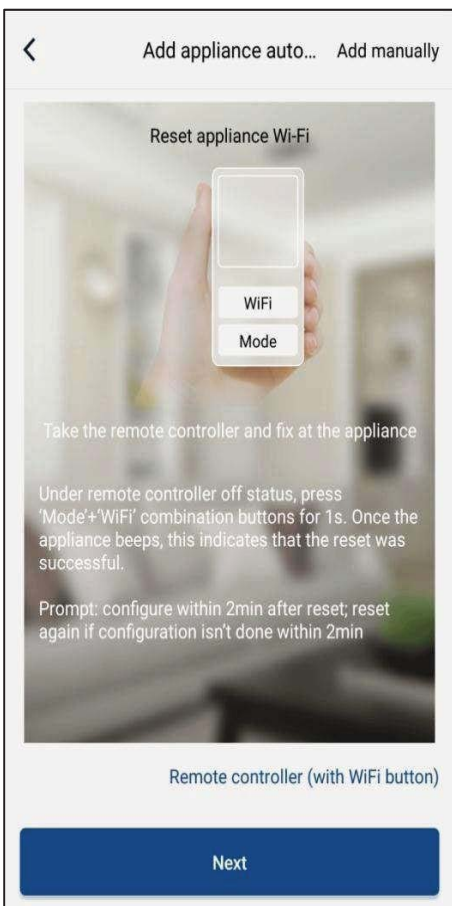 Add appliance auto... Add manually
Reset appliance Wi-Fi
WiFi
Mode
Take the remote controller and fix at the appliance
Under remote controller off status, press
'Mode'+'WiFi' combination buttons for 1s. Once the
appliance beeps, this indicates that the reset was
successful.
Prompt: configure within 2min after reset; reset
again if configuration isn't done within 2min
Remote controller (with WiFi button)
Next